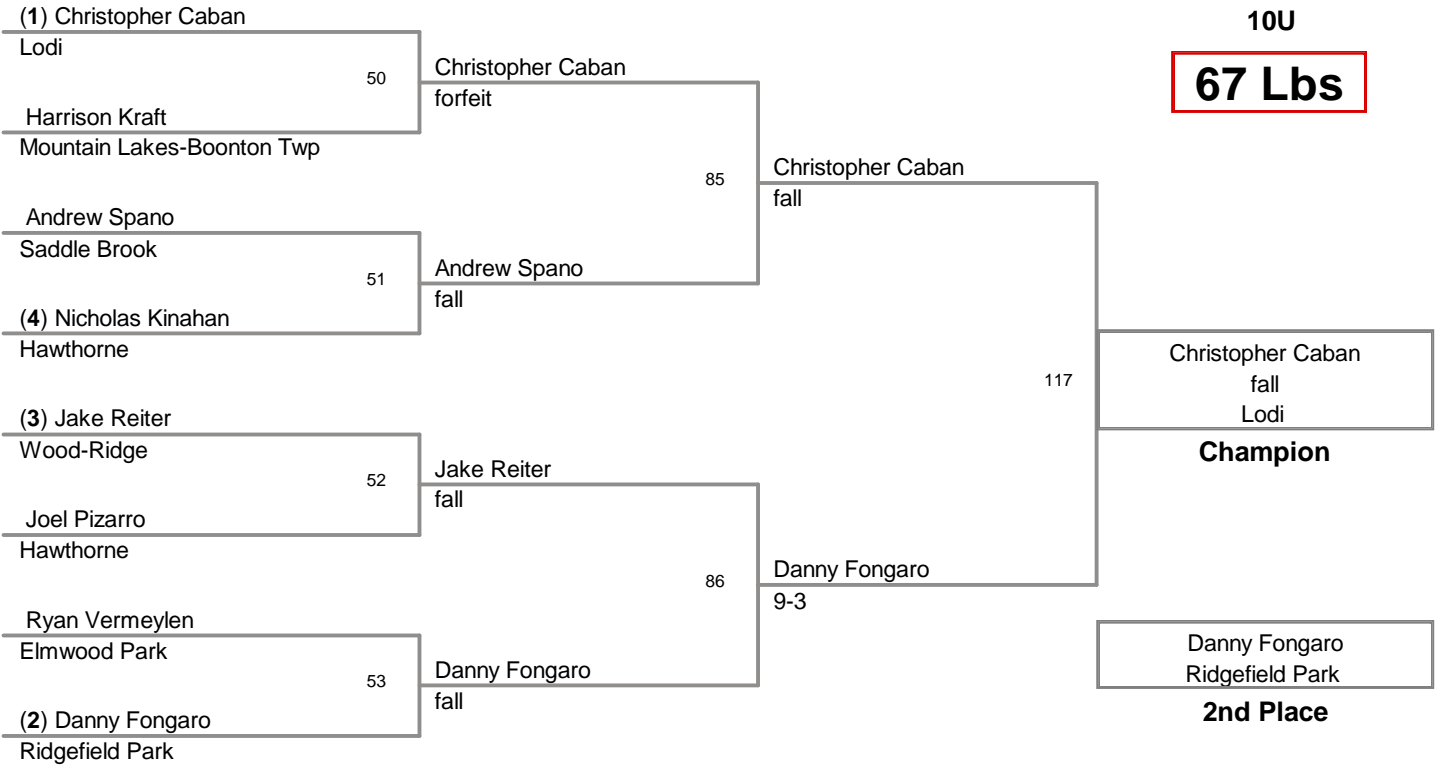 (1) Christopher Caban
Lodi
50
Harrison Kraft
Mountain Lakes-Boonton Twp
Andrew Spano
Saddle Brook
51
(4) Nicholas Kinahan
Hawthorne
(3) Jake Reiter
Wood-Ridge
52
Joel Pizarro
Hawthorne
Ryan Vermeylen
Elmwood Park
53
(2) Danny Fongaro
Ridgefield Park
Christopher Caban
forfeit
85
Andrew Spano
fall
Jake Reiter
fall
86
Danny Fongaro
fall
Christopher Caban
fall
117
Danny Fongaro
9-3
10U
67 Lbs
Christopher Caban
fall
Lodi
Champion
Danny Fongaro
Ridgefield Park
2nd Place